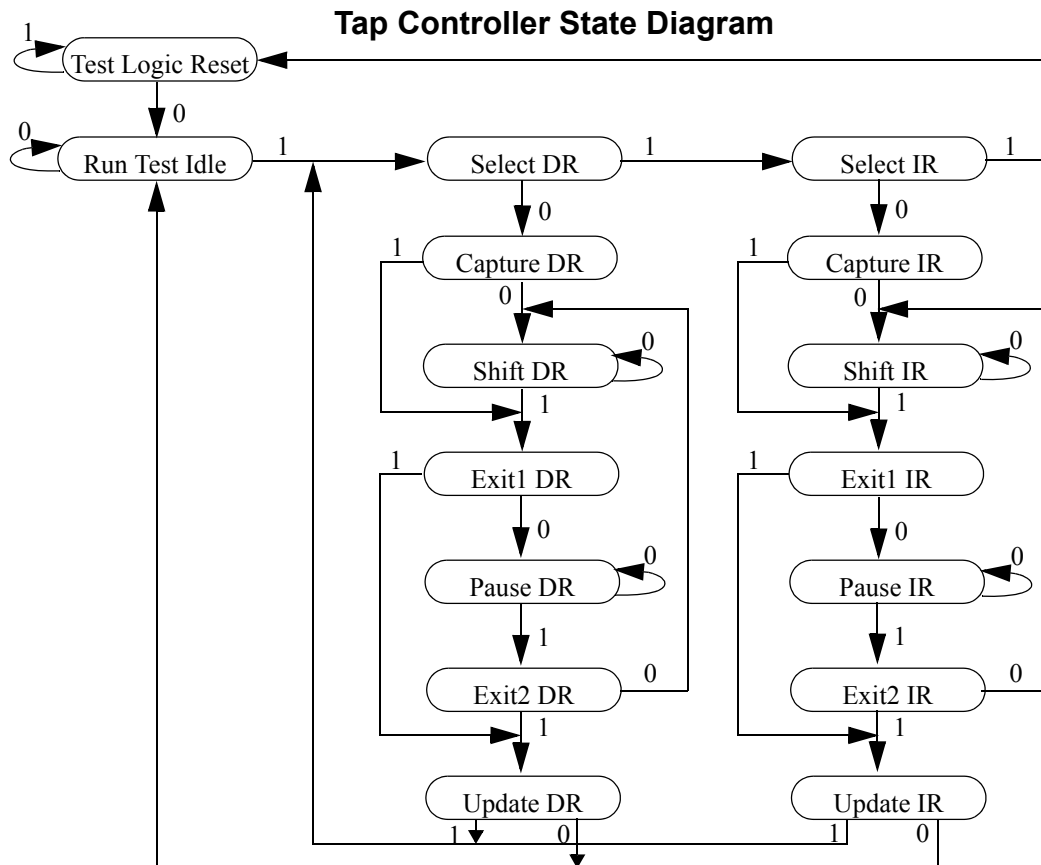 Tap Controller State Diagram
1
Test Logic Reset
0
0
Run Test Idle
1
Select DR
1
Select IR
1
0
0
1
Capture DR
1
Capture IR
0
0
Shift DR
0
Shift IR
0
1
1
1
Exit1 DR
1
Exit1 IR
0
0
Pause DR
0
Pause IR
0
1
1
Exit2 DR
0
Exit2 IR
0
1
1
Update DR
Update IR
1
0
1
0